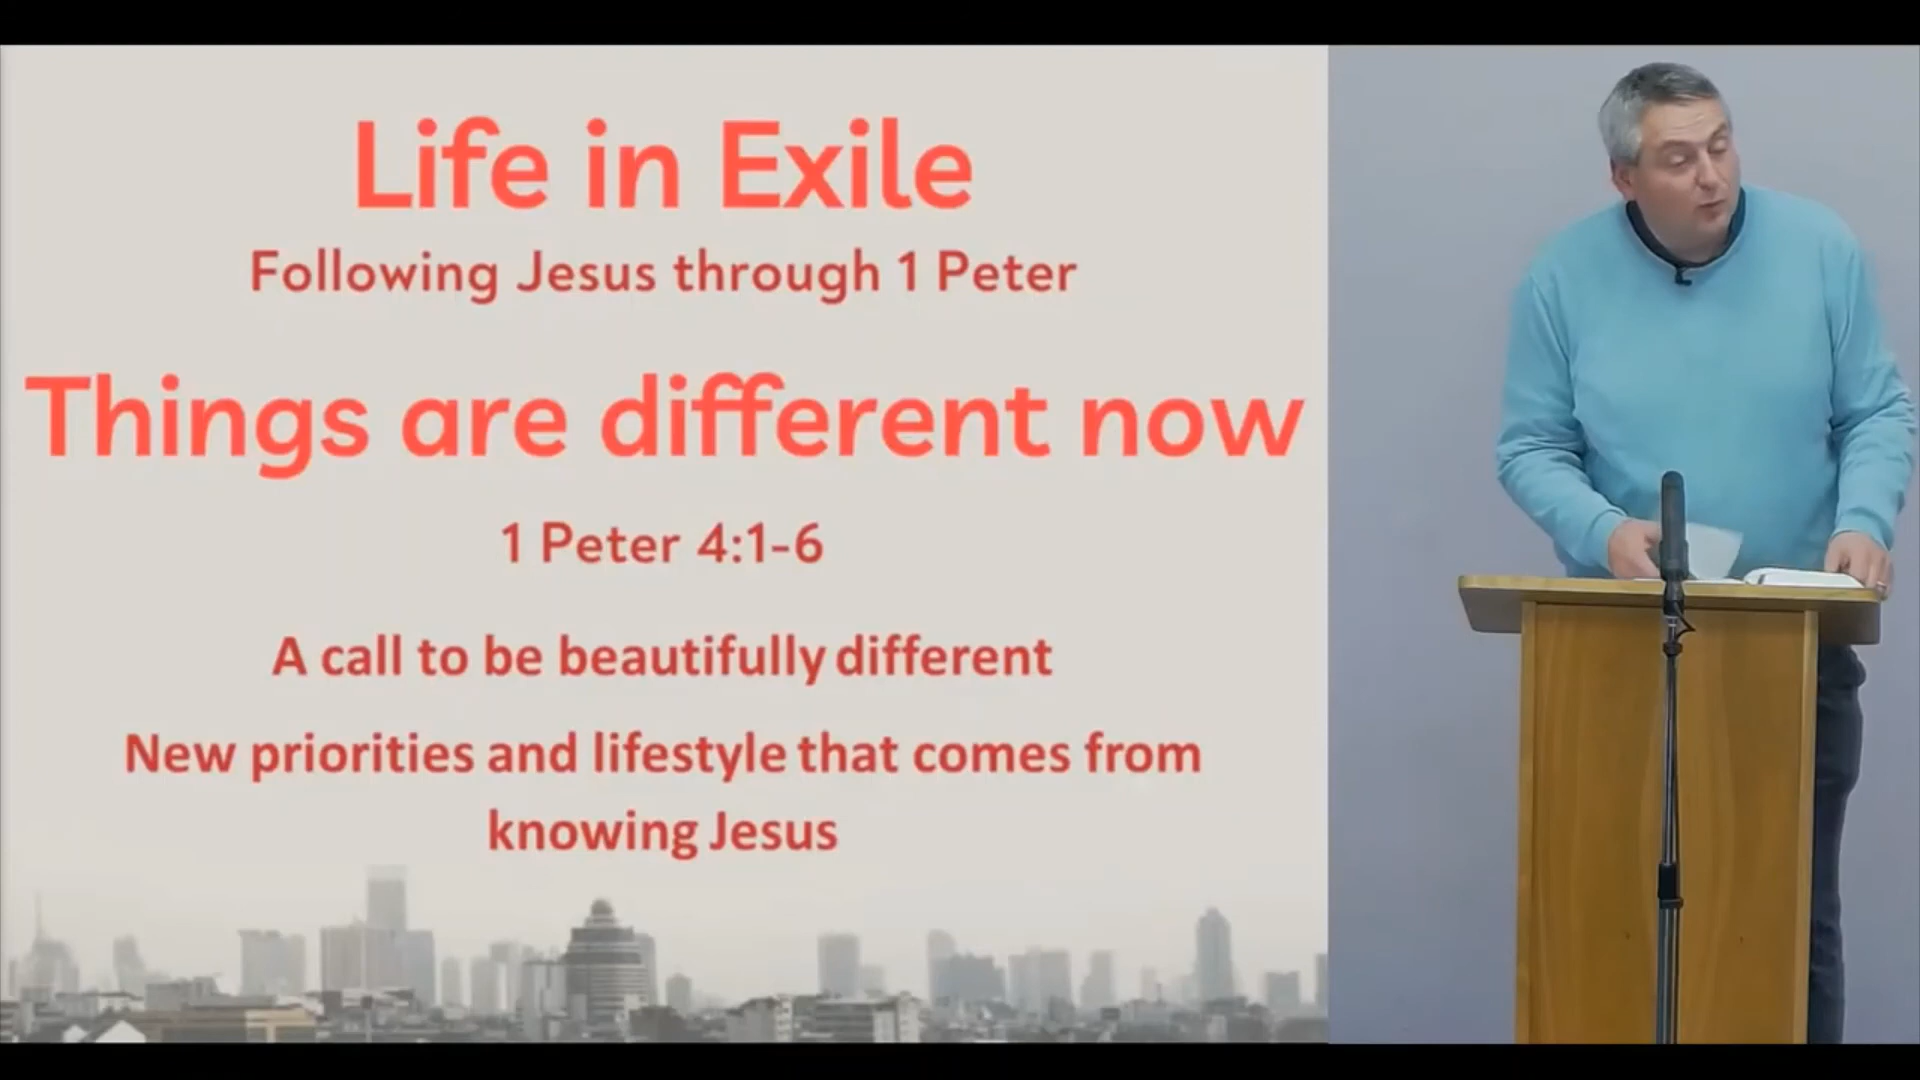 Life in Exile
Following Jesus through 1 Peter
Things are different now
1 Peter 4:1-6
A call to be beautifully different
New priorities and lifestyle that comes from
knowing Jesus